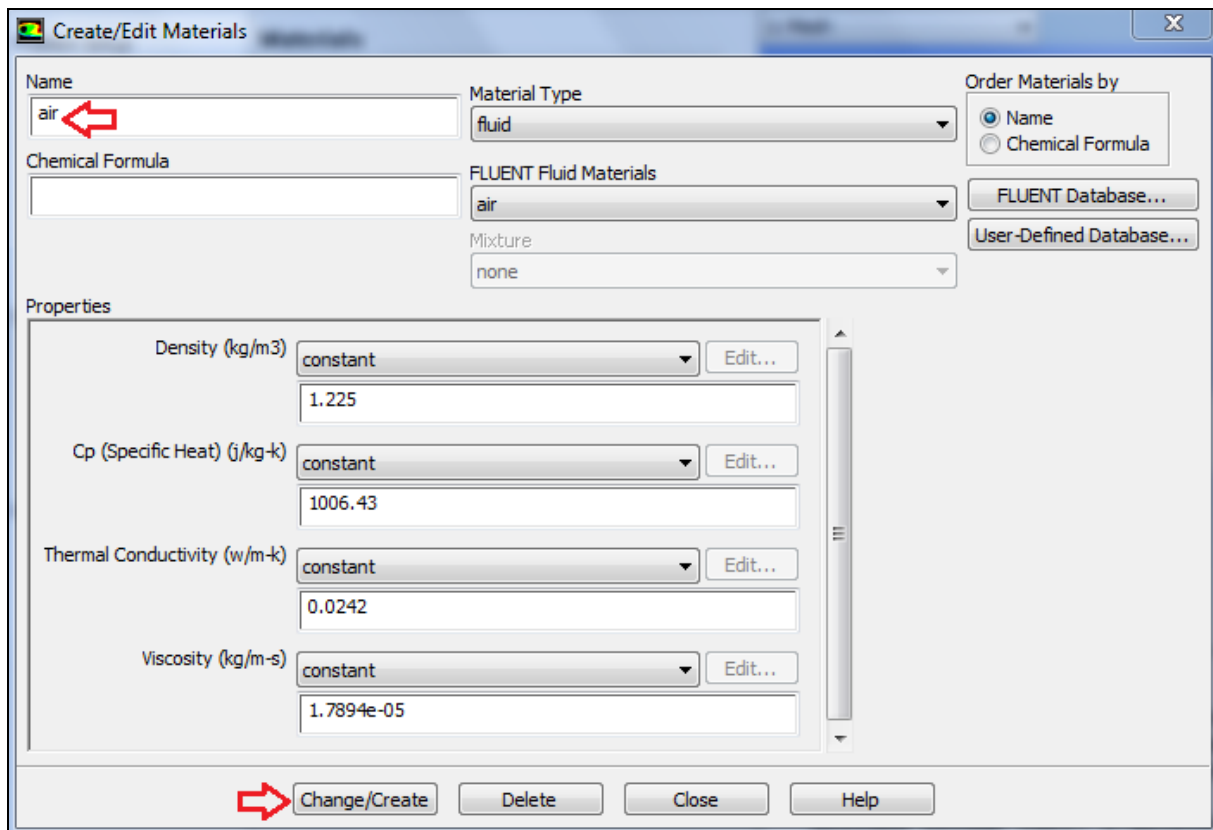 Create/Edit Materials
Materials
Mesh
Name
air
Chemical Formula
Material Type
fluid
FLUENT Fluid Materials
air
Mixture
none
Order Materials by
Name
Chemical Formula
FLUENT Database...
User-Defined Database...
Properties
Density (kg/m3)
constant
Edit...
1.225
Cp (Specific Heat) (j/kg-k)
constant
Edit...
1006.43
Thermal Conductivity (w/m-k)
constant
Edit...
0.0242
Viscosity (kg/m-s)
constant
Edit...
1.7894e-05
Change/Create
Delete
Close
Help